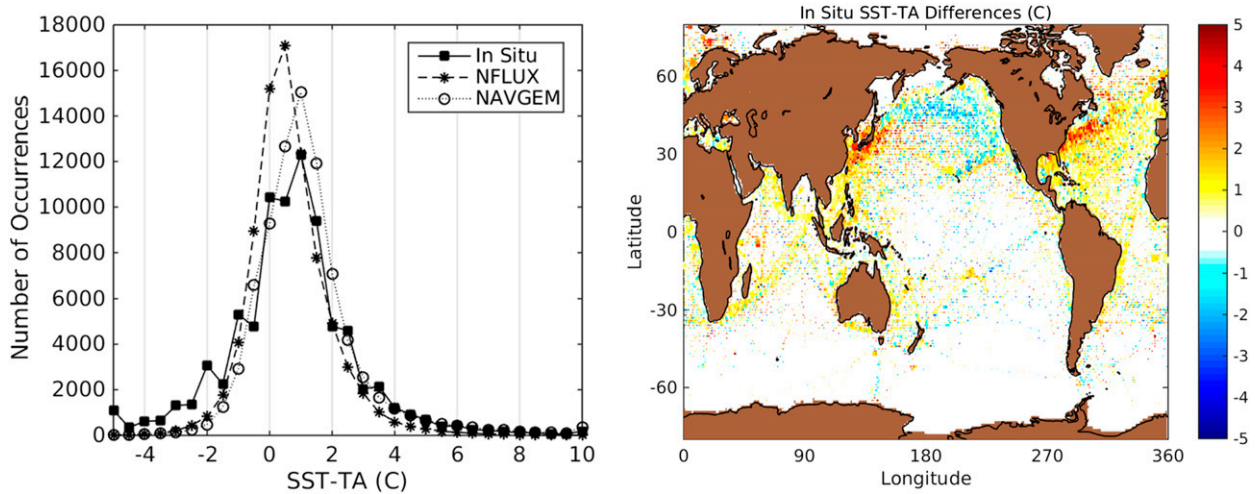 18000
16000
14000
12000
10000
8000
6000
4000
2000
0
Number of Occurrences
-4 -2 0 2 4 6 8 10
SST-TA (C)
In Situ
NFLUX
NAVGEM
In Situ SST-TA Differences (C)
60
30
0
-30
-60
Latitude
0 90 180 270 360
Longitude
5
4
3
2
1
0
-1
-2
-3
-4
-5